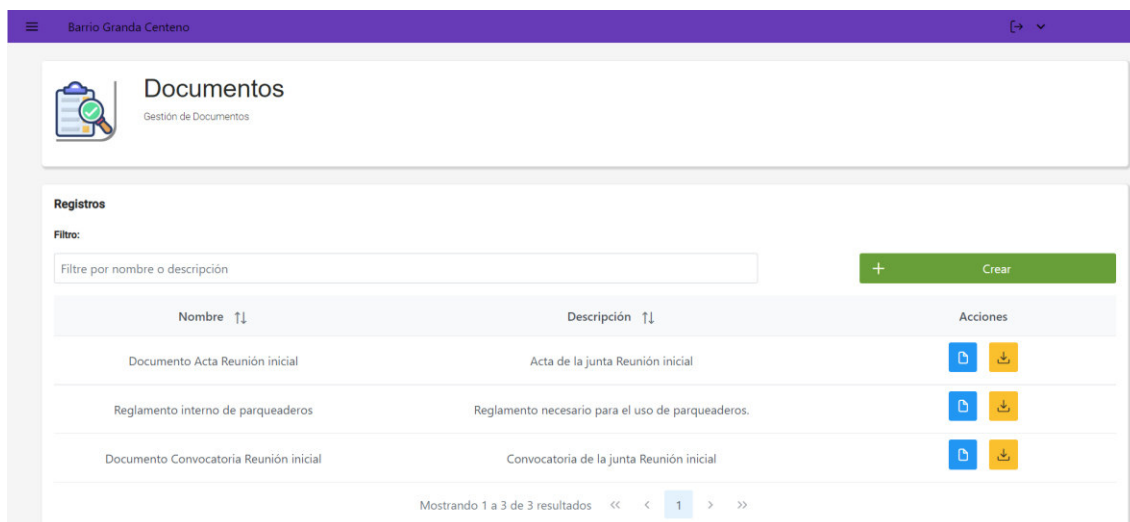 Barrio Granda Centeno
Documentos
Gestión de Documentos
Registros
Filtro:
Filtre por nombre o descripción
Crear
Nombre Descripción Acciones
Documento Acta Reunión inicial Acta de la junta Reunión inicial
Reglamento interno de parqueaderos Reglamento necesario para el uso de parqueaderos.
Documento Convocatoria Reunión inicial Convocatoria de la junta Reunión inicial
Mostrando 1 a 3 de 3 resultados << < 1 > >>